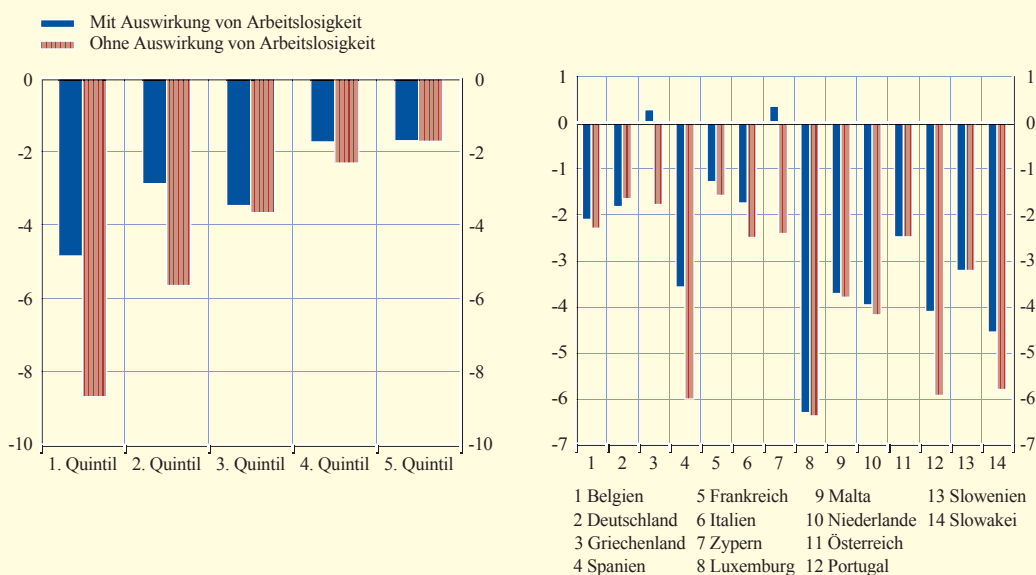 Mit Auswirkung von Arbeitslosigkeit
Ohne Auswirkung von Arbeitslosigkeit
0 0
-2 -2
-4 -4
-6 -6
-8 -8
-10 -10
1. Quintil 2. Quintil 3. Quintil 4. Quintil 5. Quintil
1 1
0 0
-1 -1
-2 -2
-3 -3
-4 -4
-5 -5
-6 -6
-7 -7
1 2 3 4 5 6 7 8 9 10 11 12 13 14
1 Belgien 5 Frankreich 9 Malta 13 Slowenien
2 Deutschland 6 Italien 10 Niederlande 14 Slowakei
3 Griechenland 7 Zypern 11 Österreich
4 Spanien 8 Luxemburg 12 Portugal